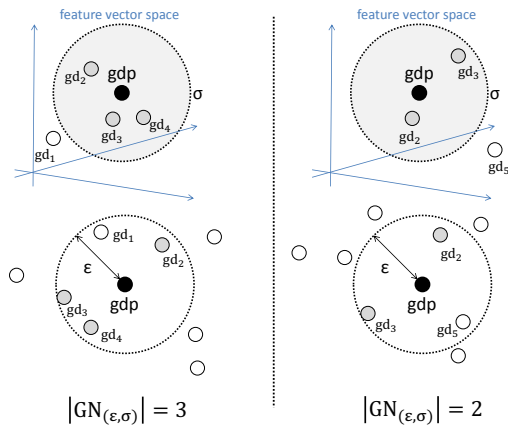 feature vector space
gd₂
gdp
σ
gd₃
gd₄
gd₁
gd₁
gd₂
ε
gdp
gd₃
gd₄
|GN₍ε,σ₎| = 3
feature vector space
gd₃
gdp
σ
gd₂
gd₅
gd₂
ε
gdp
gd₃
gd₅
|GN₍ε,σ₎| = 2